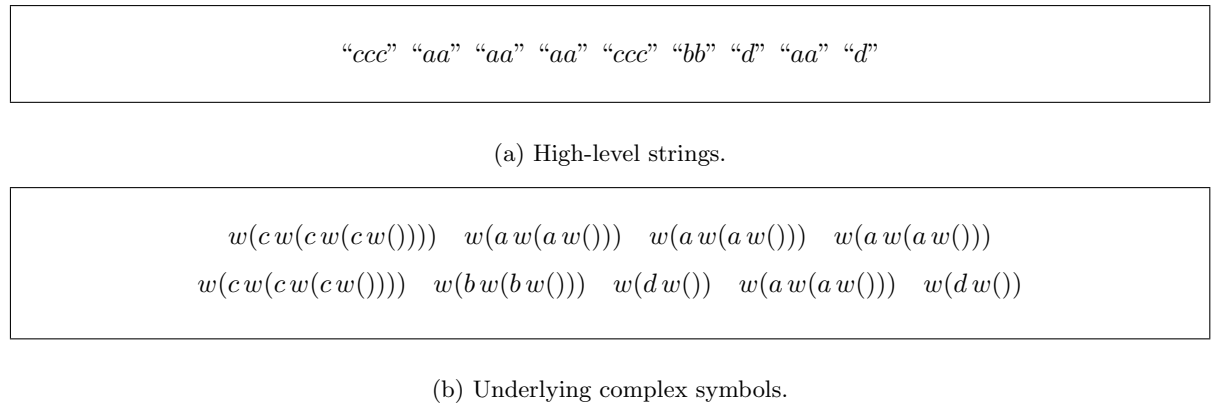 “ccc” “aa” “aa” “aa” “ccc” “bb” “d” “aa” “d”
(a) High-level strings.
w(c w(c w(c w()))) w(a w(a w())) w(a w(a w())) w(a w(a w()))
w(c w(c w(c w()))) w(b w(b w())) w(d w()) w(a w(a w())) w(d w())
(b) Underlying complex symbols.